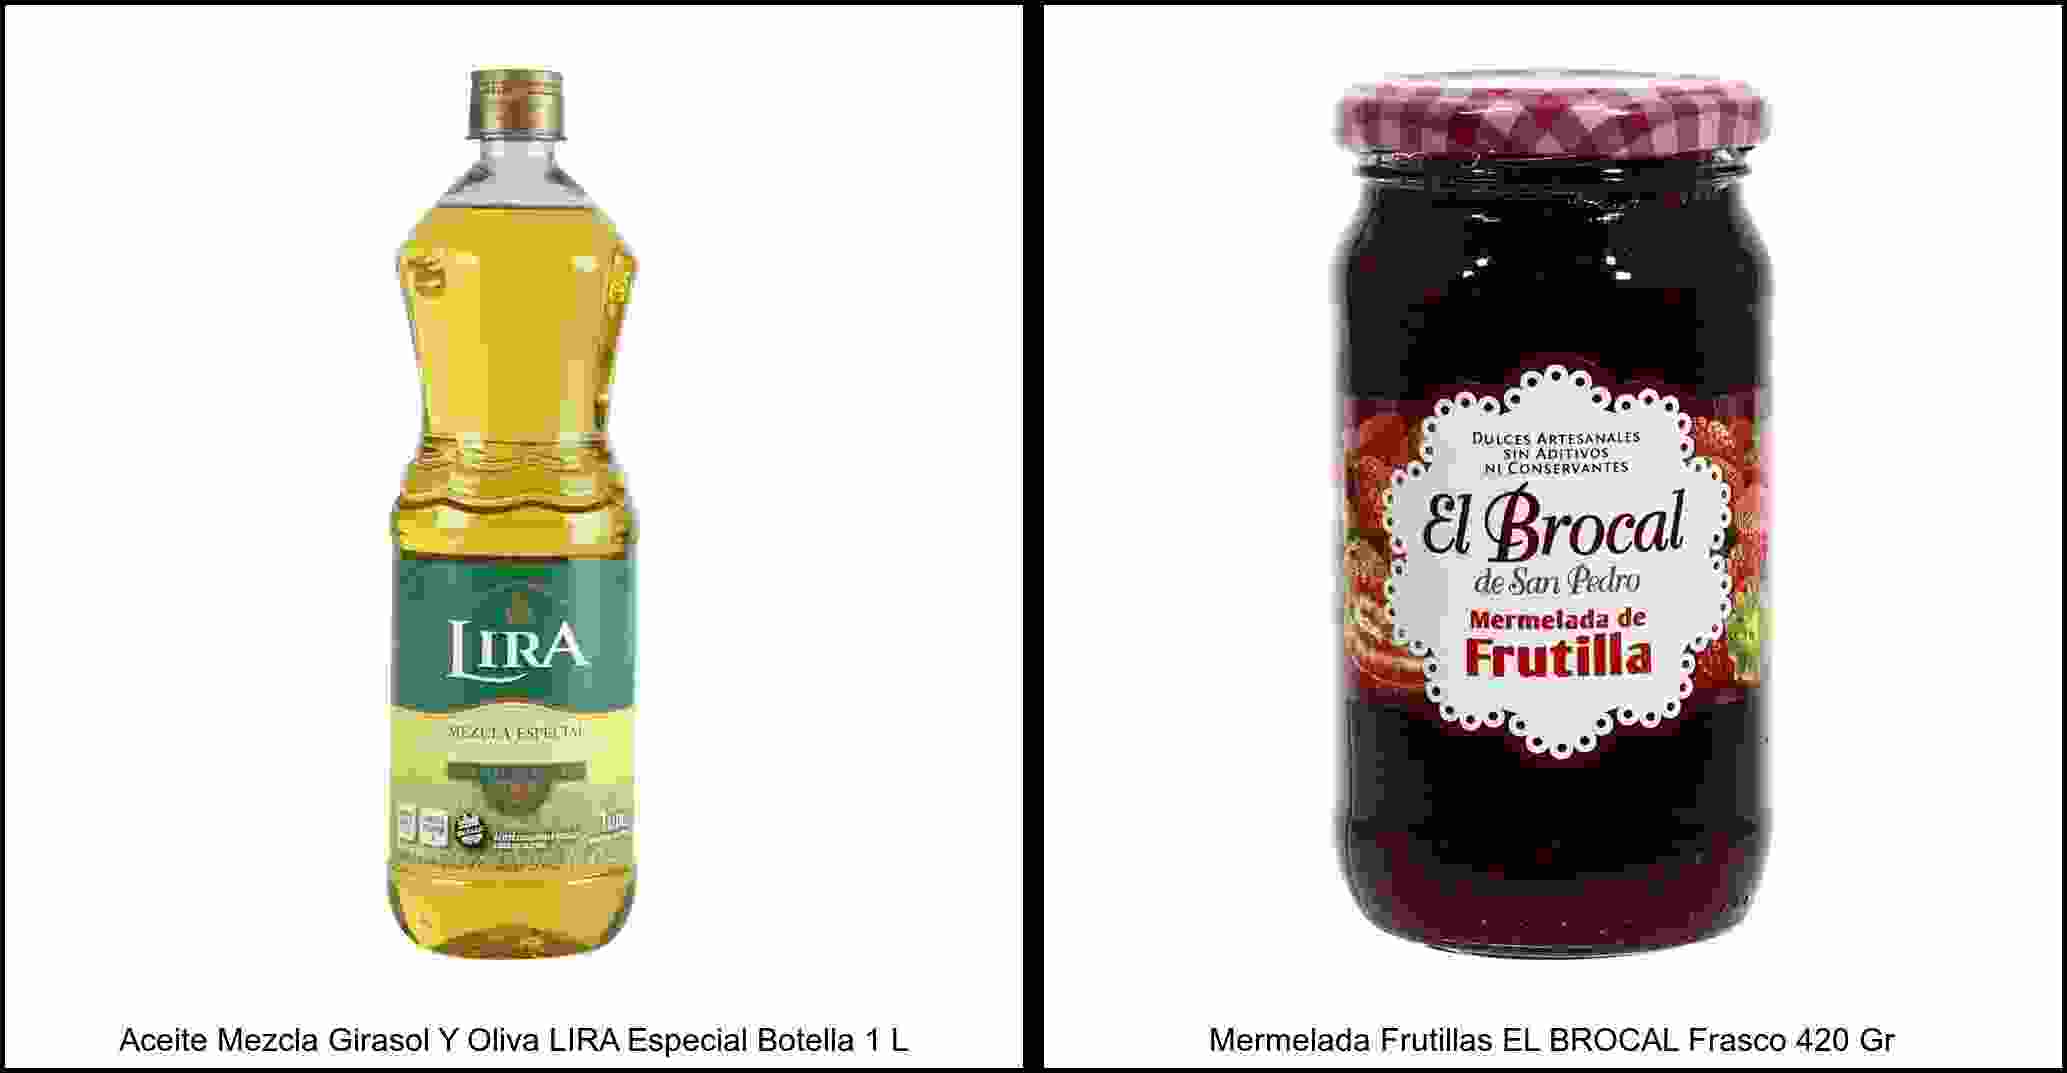 LIRA
MEZCLA ESPECIAL
Aceite Mezcla Girasol Y Oliva LIRA Especial Botella 1 L
DULCES ARTESANALES
SIN ADITIVOS
NI CONSERVANTES
El Brocal
de San Pedro
Mermelada de
Frutilla
Mermelada Frutillas EL BROCAL Frasco 420 Gr